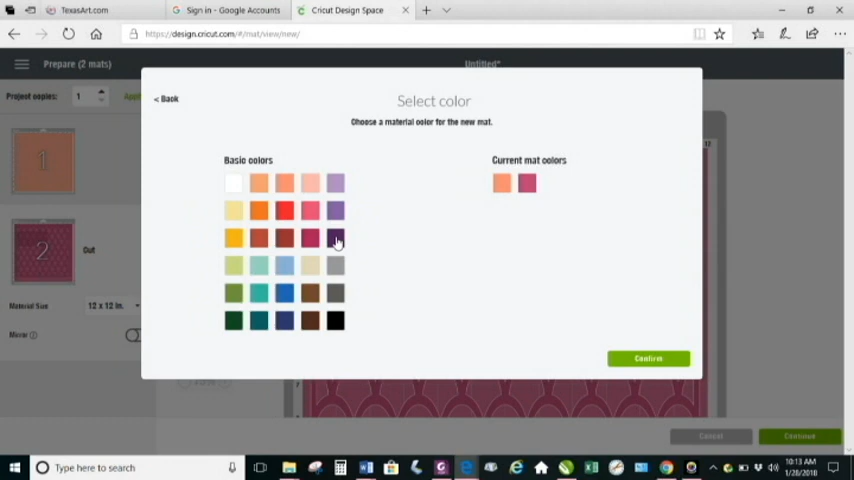 TexasArt.com
Sign in - Google Accounts
Cricut Design Space
https://design.cricut.com/#/mat/view/new/
Prepare (2 mats)
Untitled*
Project copies: 1
< Back
Select color
Choose a material color for the new mat.
Basic colors
Current mat colors
1
2
Cut
Material Size
12 x 12 in.
Mirror
Confirm
Cancel
Continue
12
7
Type here to search
10:13 AM
1/28/2018